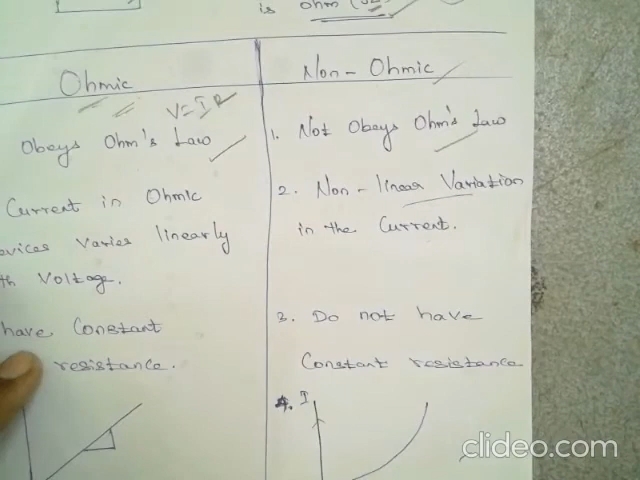 is ohm
Ohmic
Non - Ohmic
V=IR
Obeys Ohm's Law
1. Not Obeys Ohm's Law
Current in Ohmic
evices varies linearly
th Voltage.
2. Non-linear Variation
in the Current.
have Constant
resistance.
3. Do not have
Constant resistance
4. I
clideo.com